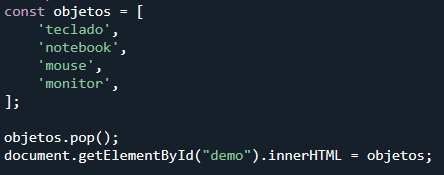 const objetos = [
    'teclado',
    'notebook',
    'mouse',
    'monitor',
];

objetos.pop();
document.getElementById("demo").innerHTML = objetos;